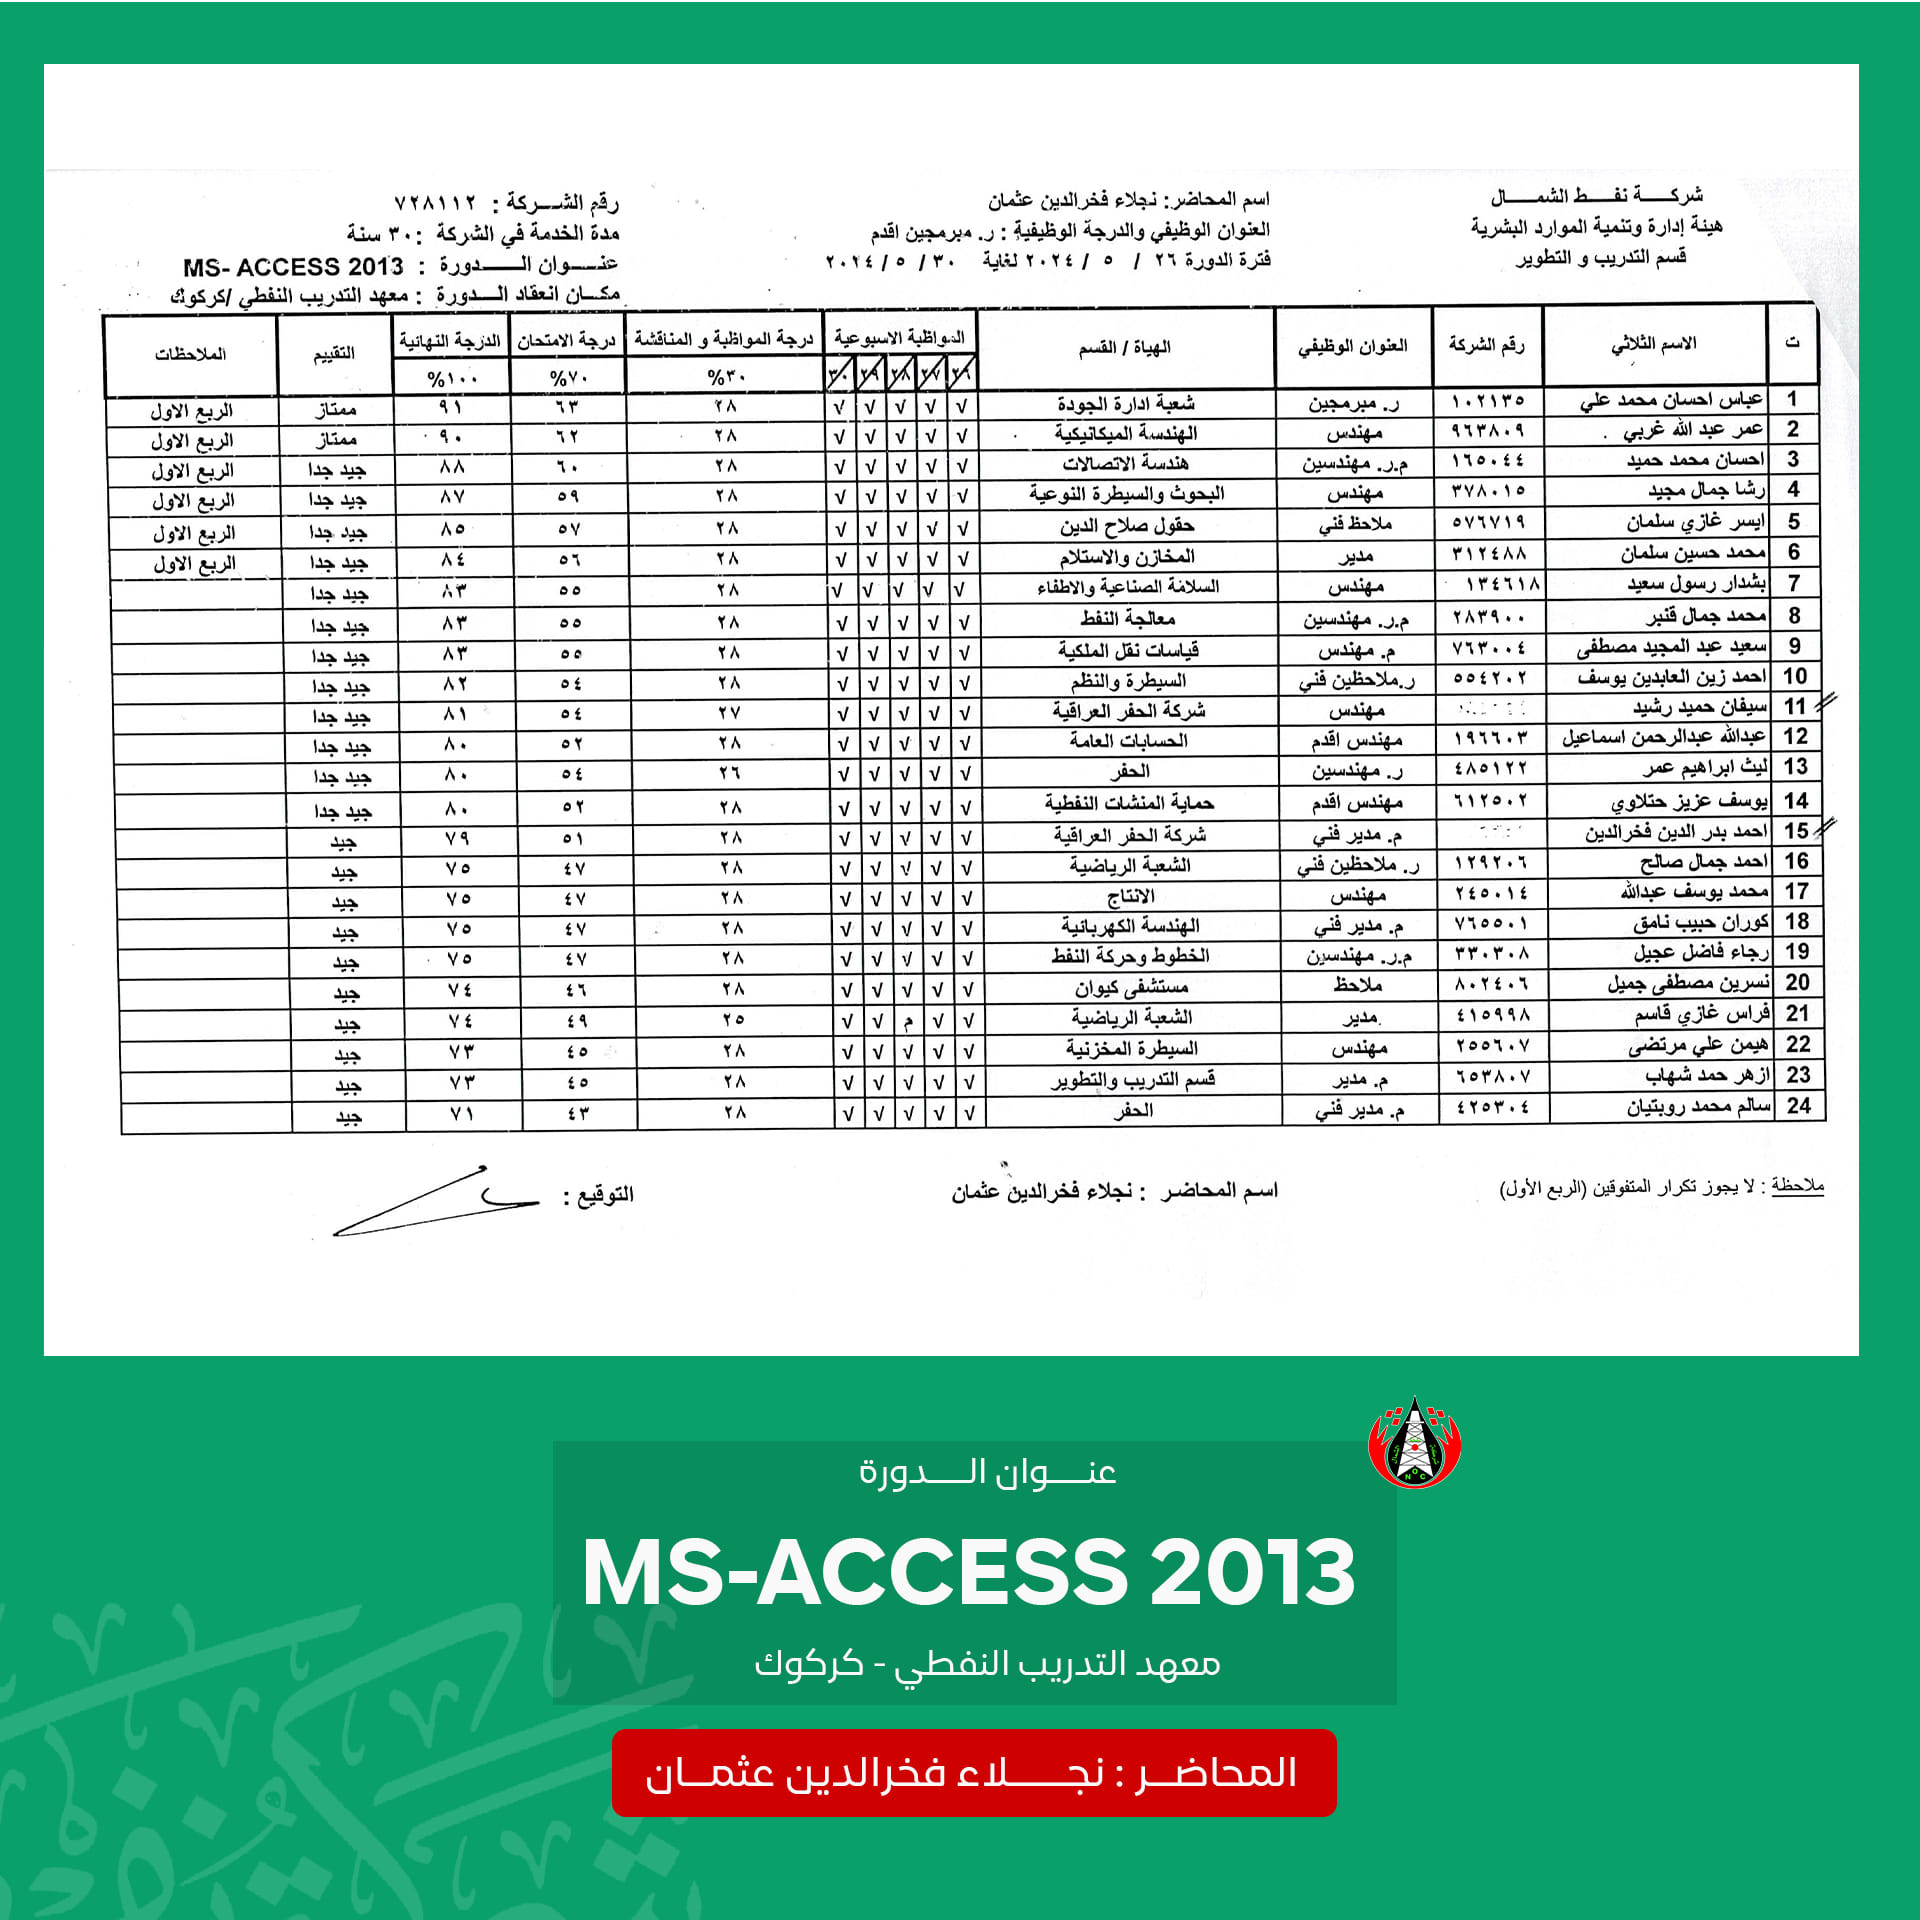 شركـــة نفـــط الشمـــال
هيئة إدارة وتنمية الموارد البشرية
قسم التدريب و التطوير
اسم المحاضر: نجلاء فخرالدين عثمان
العنوان الوظيفي والدرجة الوظيفية : ر. مبرمجين اقدم
فترة الدورة ٢٦ / ٥ / ٢٠٢٤ لغاية ٣٠ / ٥ / ٢٠٢٤
رقم الشـــركة : ٧٢٨١١٢
مدة الخدمة في الشركة : ٣٠ سنة
عنـــوان الـــــدورة : MS- ACCESS 2013
مكـان انعقاد الـــدورة : معهد التدريب النفطي /كركوك
ت الاسم الثلاثي رقم الشركة العنوان الوظيفي الهياة / القسم المواظبة الاسبوعية درجة المواظبة و المناقشة درجة الامتحان الدرجة النهائية التقييم الملاحظات
٢٦ ٢٧ ٢٨ ٢٩ ٣٠ ٣٠% ٧٠% ١٠٠%
1 عباس احسان محمد علي ١٠٢١٣٥ ر. مبرمجين شعبة ادارة الجودة √ √ √ √ √ ٢٨ ٦٣ ٩١ ممتاز الربع الاول
2 عمر عبد الله غربي ٩٦٣٨٠٩ مهندس الهندسة الميكانيكية √ √ √ √ √ ٢٨ ٦٢ ٩٠ ممتاز الربع الاول
3 احسان محمد حميد ١٦٥٠٤٤ م.ر. مهندسين هندسة الاتصالات √ √ √ √ √ ٢٨ ٦٠ ٨٨ جيد جدا الربع الاول
4 رشا جمال مجيد ٣٧٨٠١٥ مهندس البحوث والسيطرة النوعية √ √ √ √ √ ٢٨ ٥٩ ٨٧ جيد جدا الربع الاول
5 ايسر غازي سلمان ٥٧٦٧١٩ ملاحظ فني حقول صلاح الدين √ √ √ √ √ ٢٨ ٥٧ ٨٥ جيد جدا الربع الاول
6 محمد حسين سلمان ٣١٢٤٨٨ مدير المخازن والاستلام √ √ √ √ √ ٢٨ ٥٦ ٨٤ جيد جدا الربع الاول
7 بشدار رسول سعيد ١٣٤٦١٨ مهندس السلامة الصناعية والاطفاء √ √ √ √ √ ٢٨ ٥٥ ٨٣ جيد جدا
8 محمد جمال قنبر ٢٨٣٩٠٠ م.ر. مهندسين معالجة النفط √ √ √ √ √ ٢٨ ٥٥ ٨٣ جيد جدا
9 سعيد عبد المجيد مصطفى ٧٦٣٠٠٤ م. مهندس قياسات نقل الملكية √ √ √ √ √ ٢٨ ٥٥ ٨٣ جيد جدا
10 احمد زين العابدين يوسف ٥٥٤٢٠٢ ر.ملاحظين فني السيطرة والنظم √ √ √ √ √ ٢٨ ٥٤ ٨٢ جيد جدا
11 سيفان حميد رشيد مهندس شركة الحفر العراقية √ √ √ √ √ ٢٧ ٥٤ ٨١ جيد جدا
12 عبدالله عبدالرحمن اسماعيل ١٩٦٦٠٣ مهندس اقدم الحسابات العامة √ √ √ √ √ ٢٨ ٥٢ ٨٠ جيد جدا
13 ليث ابراهيم عمر ٤٨٥١٢٢ ر. مهندسين الحفر √ √ √ √ √ ٢٦ ٥٤ ٨٠ جيد جدا
14 يوسف عزيز حتلاوي ٦١٢٥٠٢ مهندس اقدم حماية المنشات النفطية √ √ √ √ √ ٢٨ ٥٢ ٨٠ جيد جدا
15 احمد بدر الدين فخرالدين م. مدير فني شركة الحفر العراقية √ √ √ √ √ ٢٨ ٥١ ٧٩ جيد
16 احمد جمال صالح ١٢٩٢٠٦ ر. ملاحظين فني الشعبة الرياضية √ √ √ √ √ ٢٨ ٤٧ ٧٥ جيد
17 محمد يوسف عبدالله ٢٤٥٠١٤ مهندس الانتاج √ √ √ √ √ ٢٨ ٤٧ ٧٥ جيد
18 كوران حبيب نامق ٧٦٥٥٠١ م. مدير فني الهندسة الكهربائية √ √ √ √ √ ٢٨ ٤٧ ٧٥ جيد
19 رجاء فاضل عجيل ٣٣٠٣٠٨ م.ر. مهندسين الخطوط وحركة النفط √ √ √ √ √ ٢٨ ٤٧ ٧٥ جيد
20 نسرين مصطفى جميل ٨٠٢٤٠٦ ملاحظ مستشفى كيوان √ √ √ √ √ ٢٨ ٤٦ ٧٤ جيد
21 فراس غازي قاسم ٤١٥٩٩٨ مدير الشعبة الرياضية √ √ م √ √ ٢٥ ٤٩ ٧٤ جيد
22 هيمن علي مرتضى ٢٥٥٦٠٧ مهندس السيطرة المخزنية √ √ √ √ √ ٢٨ ٤٥ ٧٣ جيد
23 ازهر حمد شهاب ٦٥٣٨٠٧ م. مدير قسم التدريب والتطوير √ √ √ √ √ ٢٨ ٤٥ ٧٣ جيد
24 سالم محمد روبتيان ٤٢٥٣٠٤ م. مدير فني الحفر √ √ √ √ √ ٢٨ ٤٣ ٧١ جيد
ملاحظة : لا يجوز تكرار المتفوقين (الربع الأول)
اسم المحاضر : نجلاء فخرالدين عثمان
التوقيع :
عنــــوان الـــــدورة
MS-ACCESS 2013
معهد التدريب النفطي - كركوك
المحاضــر : نجـــــلاء فخرالدين عثمــان